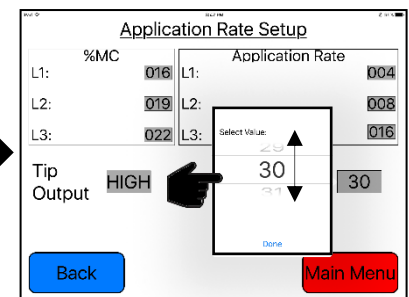 Application Rate Setup
%MC Application Rate
L1: 016 L1: 004
L2: 019 L2: 008
L3: 022 L3: 016
Select Value:
29
30
31
Done
Tip Output HIGH 30
Back Main Menu